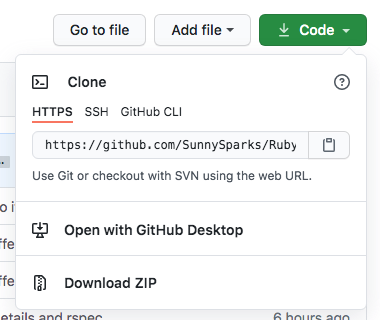 Go to file Add file Code
Clone
HTTPS SSH GitHub CLI
https://github.com/SunnySparks/Ruby
Use Git or checkout with SVN using the web URL.
Open with GitHub Desktop
Download ZIP
etails and rspec 6 hours ago